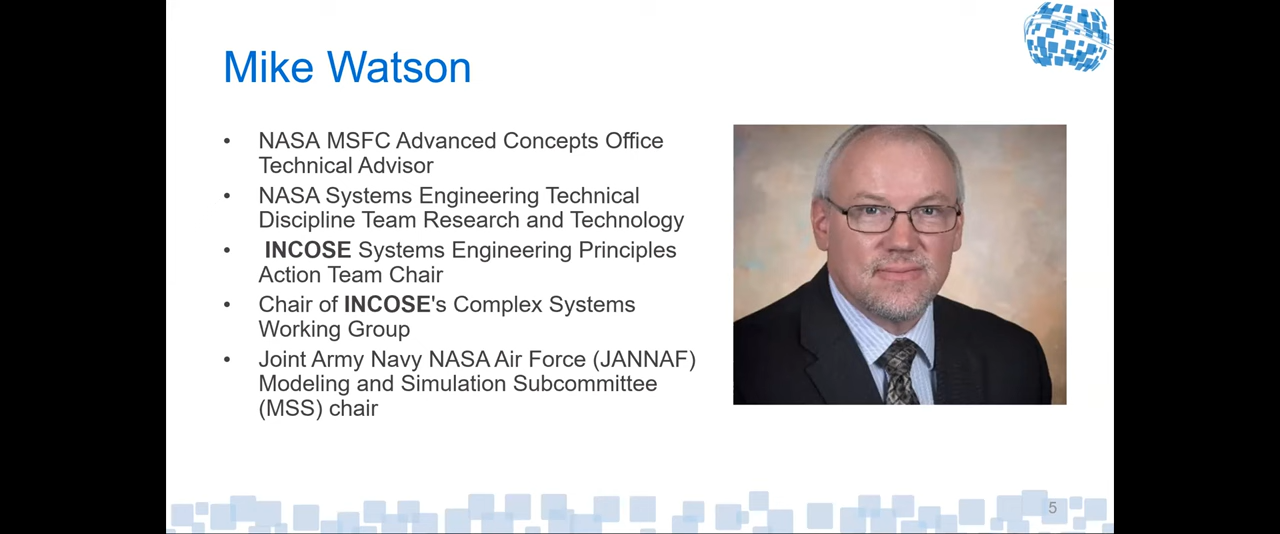 Mike Watson
• NASA MSFC Advanced Concepts Office
Technical Advisor
• NASA Systems Engineering Technical
Discipline Team Research and Technology
• INCOSE Systems Engineering Principles
Action Team Chair
• Chair of INCOSE's Complex Systems
Working Group
• Joint Army Navy NASA Air Force (JANNAF)
Modeling and Simulation Subcommittee
(MSS) chair
5